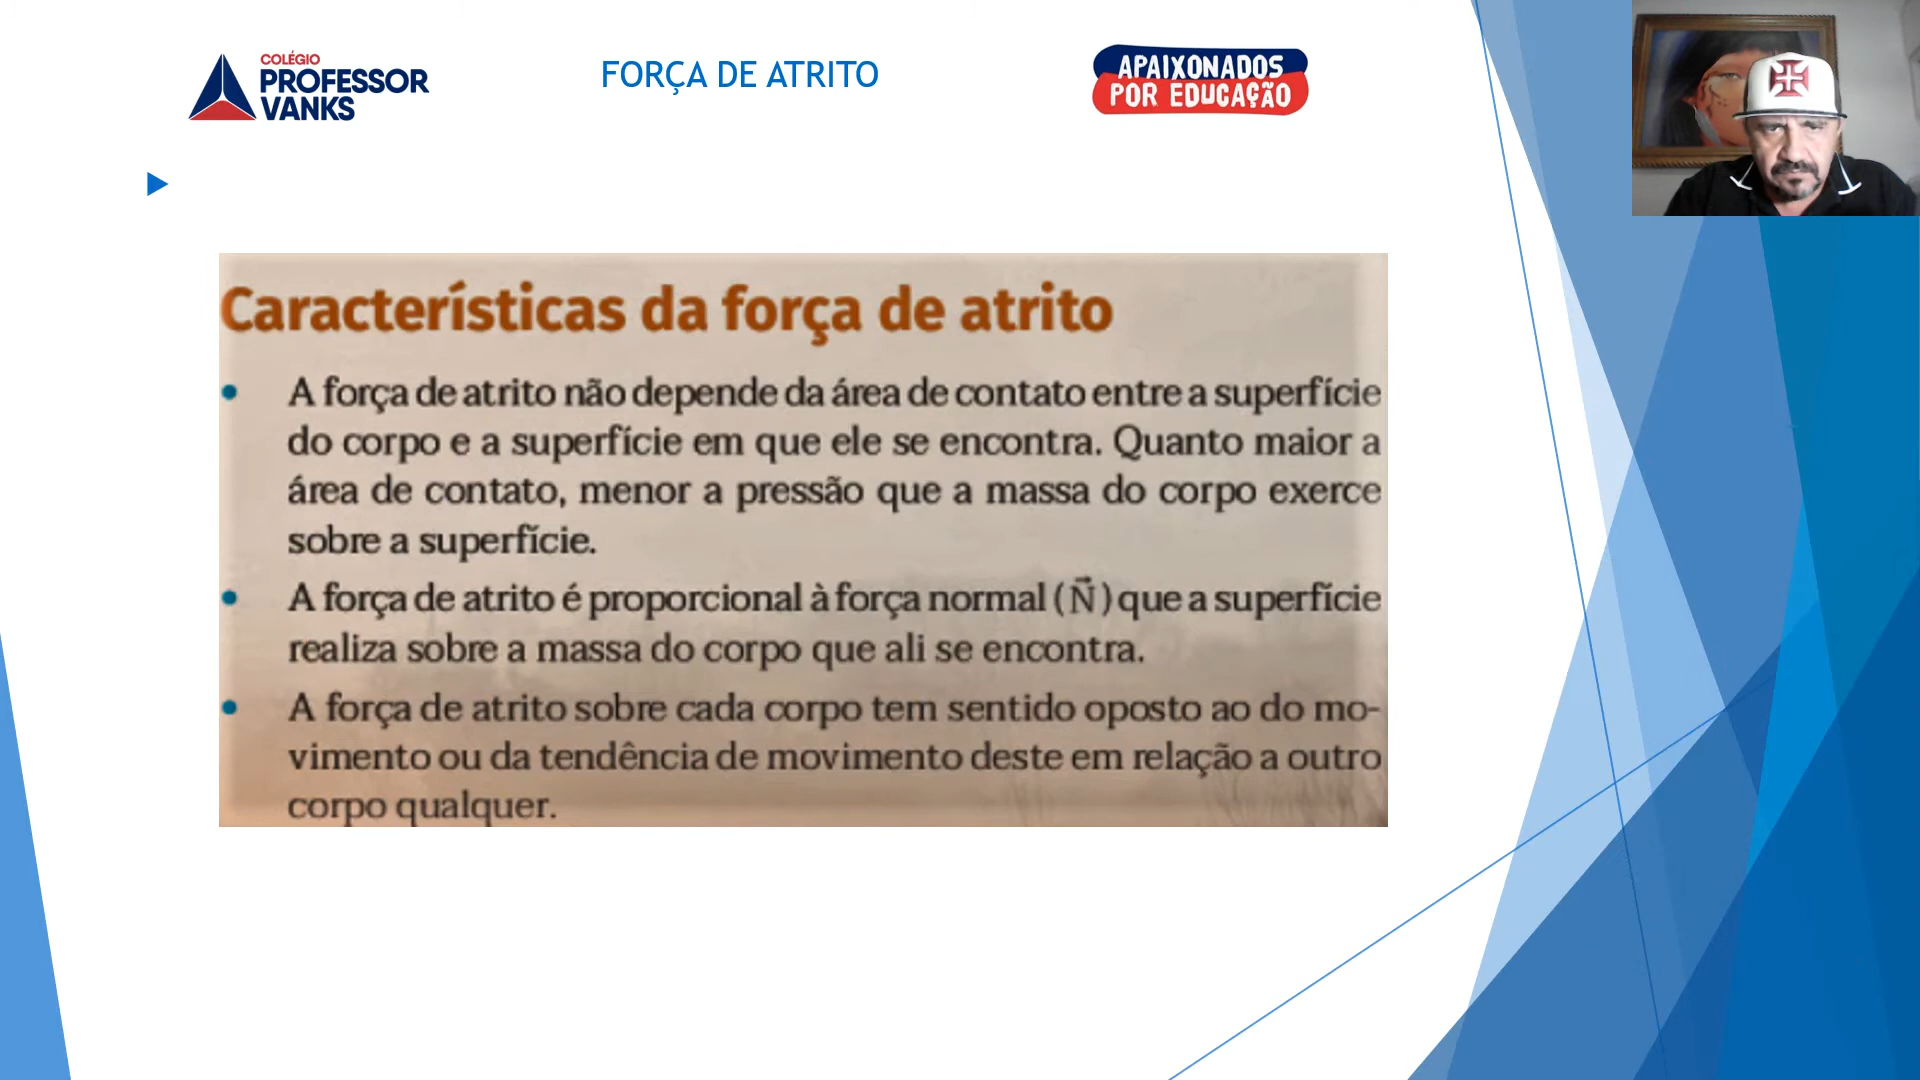 COLÉGIO
PROFESSOR
VANKS
FORÇA DE ATRITO
APAIXONADOS
POR EDUCAÇÃO
Características da força de atrito
• A força de atrito não depende da área de contato entre a superfície
do corpo e a superfície em que ele se encontra. Quanto maior a
área de contato, menor a pressão que a massa do corpo exerce
sobre a superfície.
• A força de atrito é proporcional à força normal (N⃗) que a superfície
realiza sobre a massa do corpo que ali se encontra.
• A força de atrito sobre cada corpo tem sentido oposto ao do mo-
vimento ou da tendência de movimento deste em relação a outro
corpo qualquer.